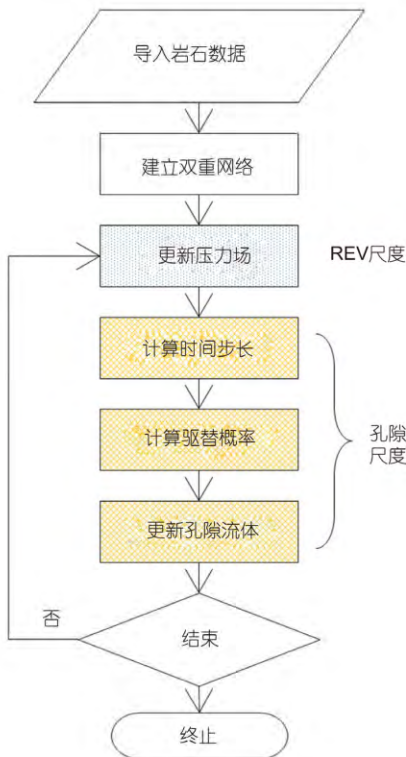 导入岩石数据
建立双重网络
更新压力场
REV尺度
计算时间步长
计算驱替概率
孔隙
尺度
更新孔隙流体
否
结束
终止